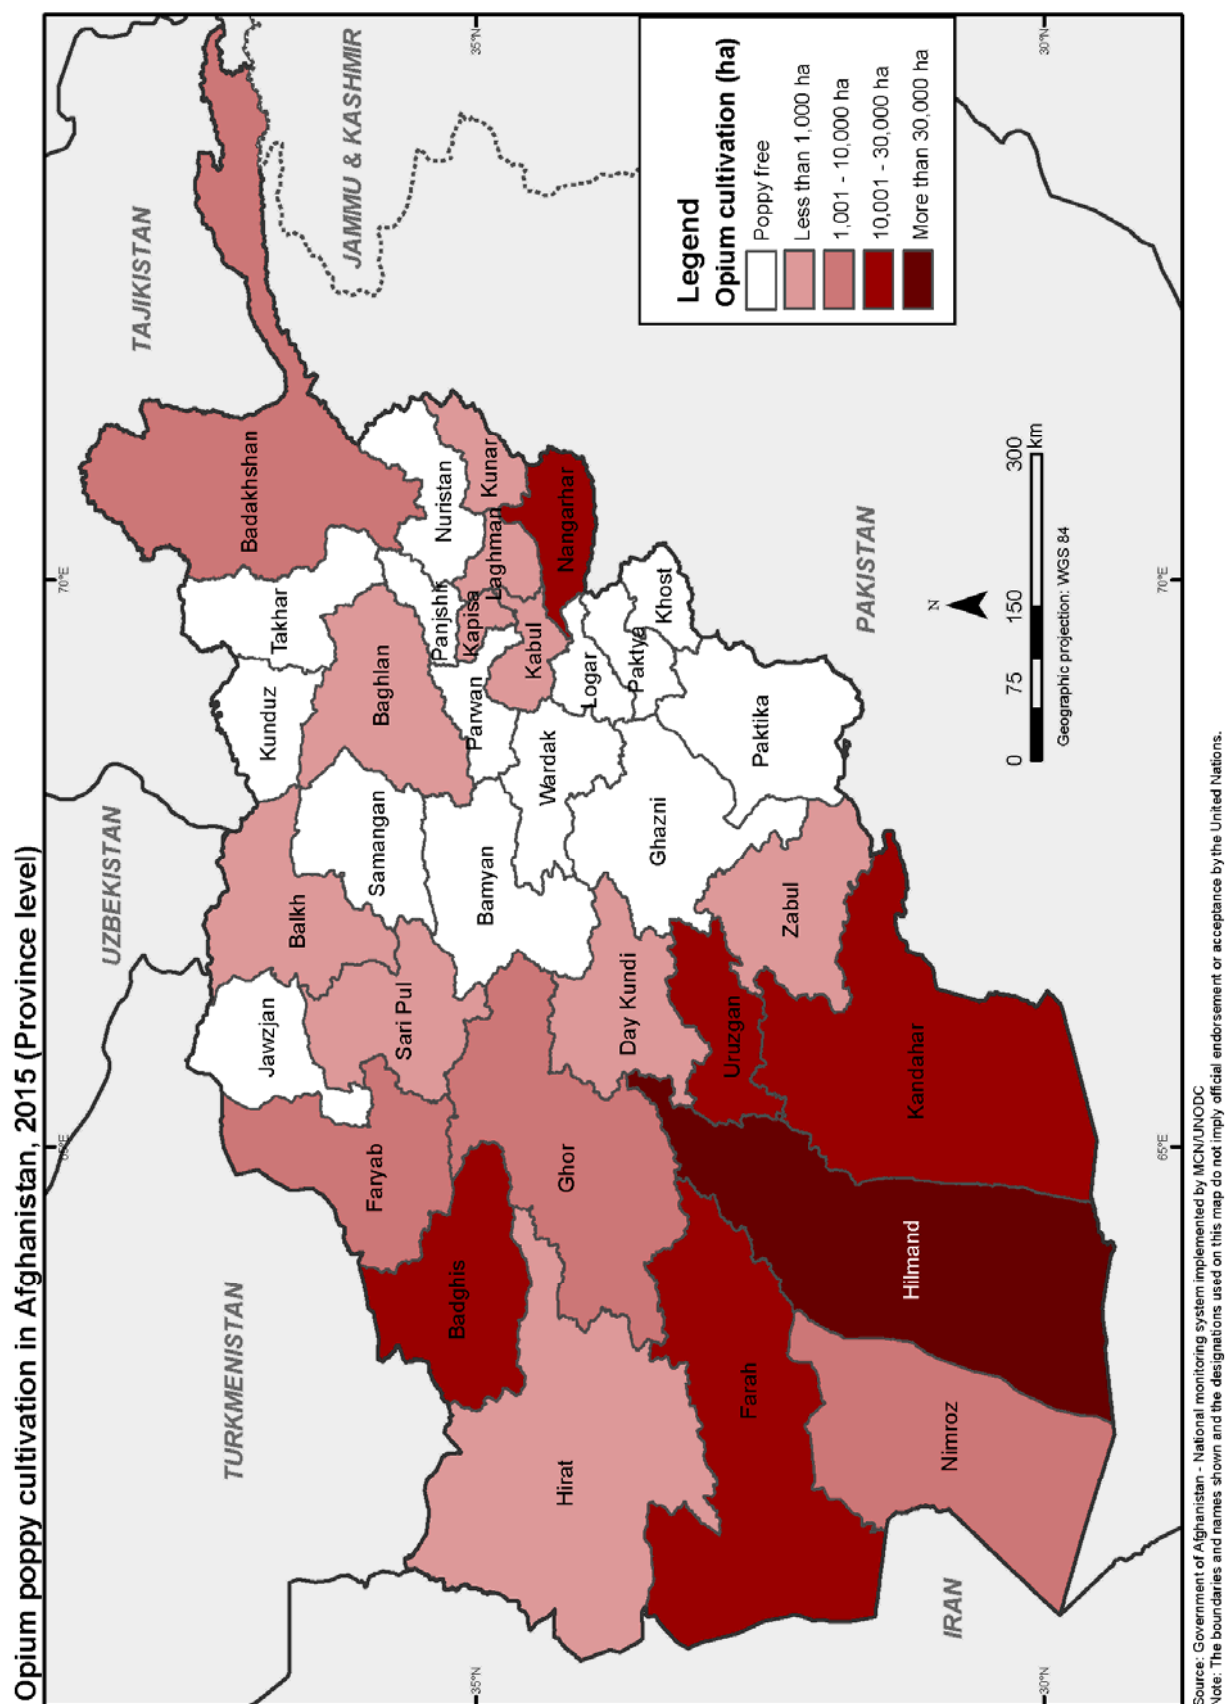 Opium poppy cultivation in Afghanistan, 2015 (Province level)
65°E
70°E
UZBEKISTAN
TAJIKISTAN
TURKMENISTAN
JAMMU & KASHMIR
35°N
35°N
Jawzjan
Balkh
Kunduz
Takhar
Badakhshan
Faryab
Sari Pul
Samangan
Baghlan
Badghis
Bamyan
Parwan
Panjshir
Nuristan
Kapisa
Laghman
Kunar
Hirat
Ghor
Day Kundi
Wardak
Kabul
Logar
Nangarhar
Ghazni
Paktya
Khost
Farah
Uruzgan
Zabul
Paktika
Nimroz
Hilmand
Kandahar
IRAN
PAKISTAN
Legend
Opium cultivation (ha)
Poppy free
Less than 1,000 ha
1,001 - 10,000 ha
10,001 - 30,000 ha
More than 30,000 ha
N
0 75 150 300
km
Geographic projection: WGS 84
30°N
30°N
65°E
70°E
Source: Government of Afghanistan - National monitoring system implemented by MCN/UNODC
Note: The boundaries and names shown and the designations used on this map do not imply official endorsement or acceptance by the United Nations.